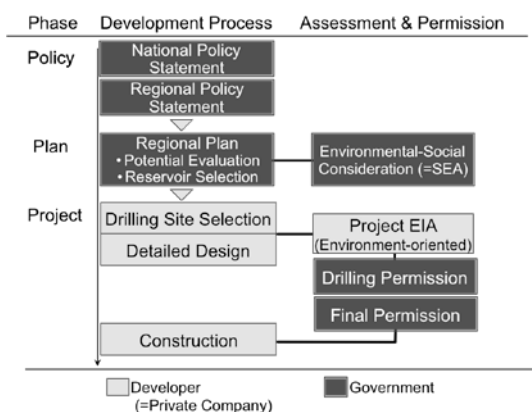 Phase Development Process Assessment & Permission
Policy
National Policy
Statement
Regional Policy
Statement
Plan
Regional Plan
• Potential Evaluation
• Reservoir Selection
Environmental-Social
Consideration (=SEA)
Project
Drilling Site Selection
Detailed Design
Project EIA
(Environment-oriented)
Drilling Permission
Final Permission
Construction
Developer
(=Private Company)
Government